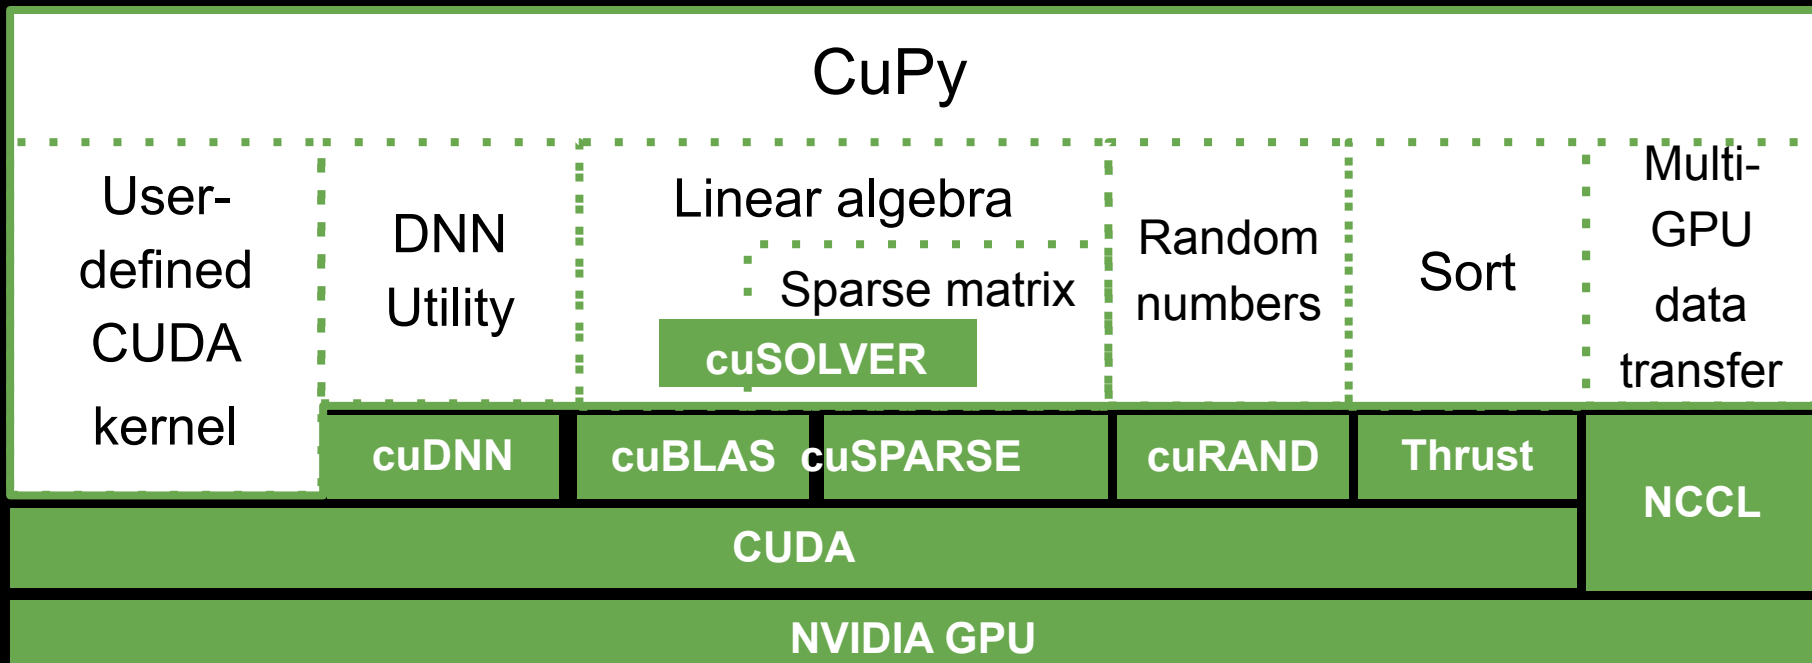 CuPy
User-
defined
CUDA
kernel
DNN
Utility
Linear algebra
Sparse matrix
cuSOLVER
Random
numbers
Sort
Multi-
GPU
data
transfer
cuDNN
cuBLAS
cuSPARSE
cuRAND
Thrust
NCCL
CUDA
NVIDIA GPU